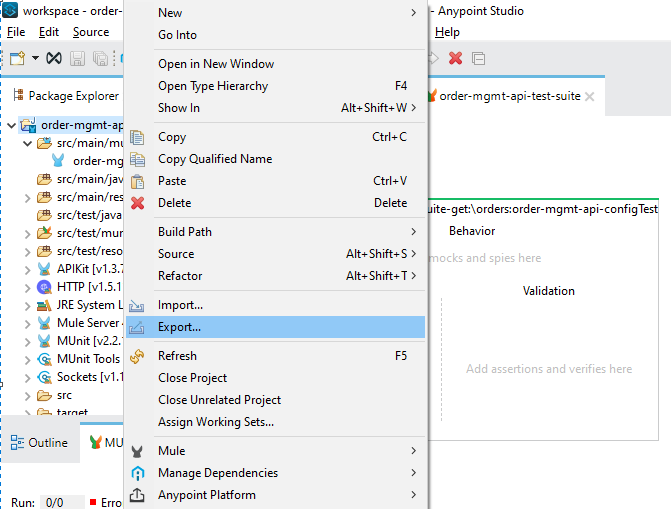 workspace - order-
- Anypoint Studio
File Edit Source
Help
Package Explorer
order-mgmt-api-test-suite
order-mgmt-ap
src/main/mu
order-mg
src/main/jav
src/main/res
src/test/java
src/test/mur
src/test/reso
APIKit [v1.3.7
HTTP [v1.5.1
JRE System L
Mule Server 4
MUnit [v2.2.
MUnit Tools
Sockets [v1.1
src
target
Outline
MU
Run: 0/0
Error
New
Go Into
Open in New Window
Open Type Hierarchy F4
Show In Alt+Shift+W
Copy Ctrl+C
Copy Qualified Name
Paste Ctrl+V
Delete Delete
Build Path
Source Alt+Shift+S
Refactor Alt+Shift+T
Import...
Export...
Refresh F5
Close Project
Close Unrelated Project
Assign Working Sets...
Mule
Manage Dependencies
Anypoint Platform
uite-get:\orders:order-mgmt-api-configTest
Behavior
mocks and spies here
Validation
Add assertions and verifies here